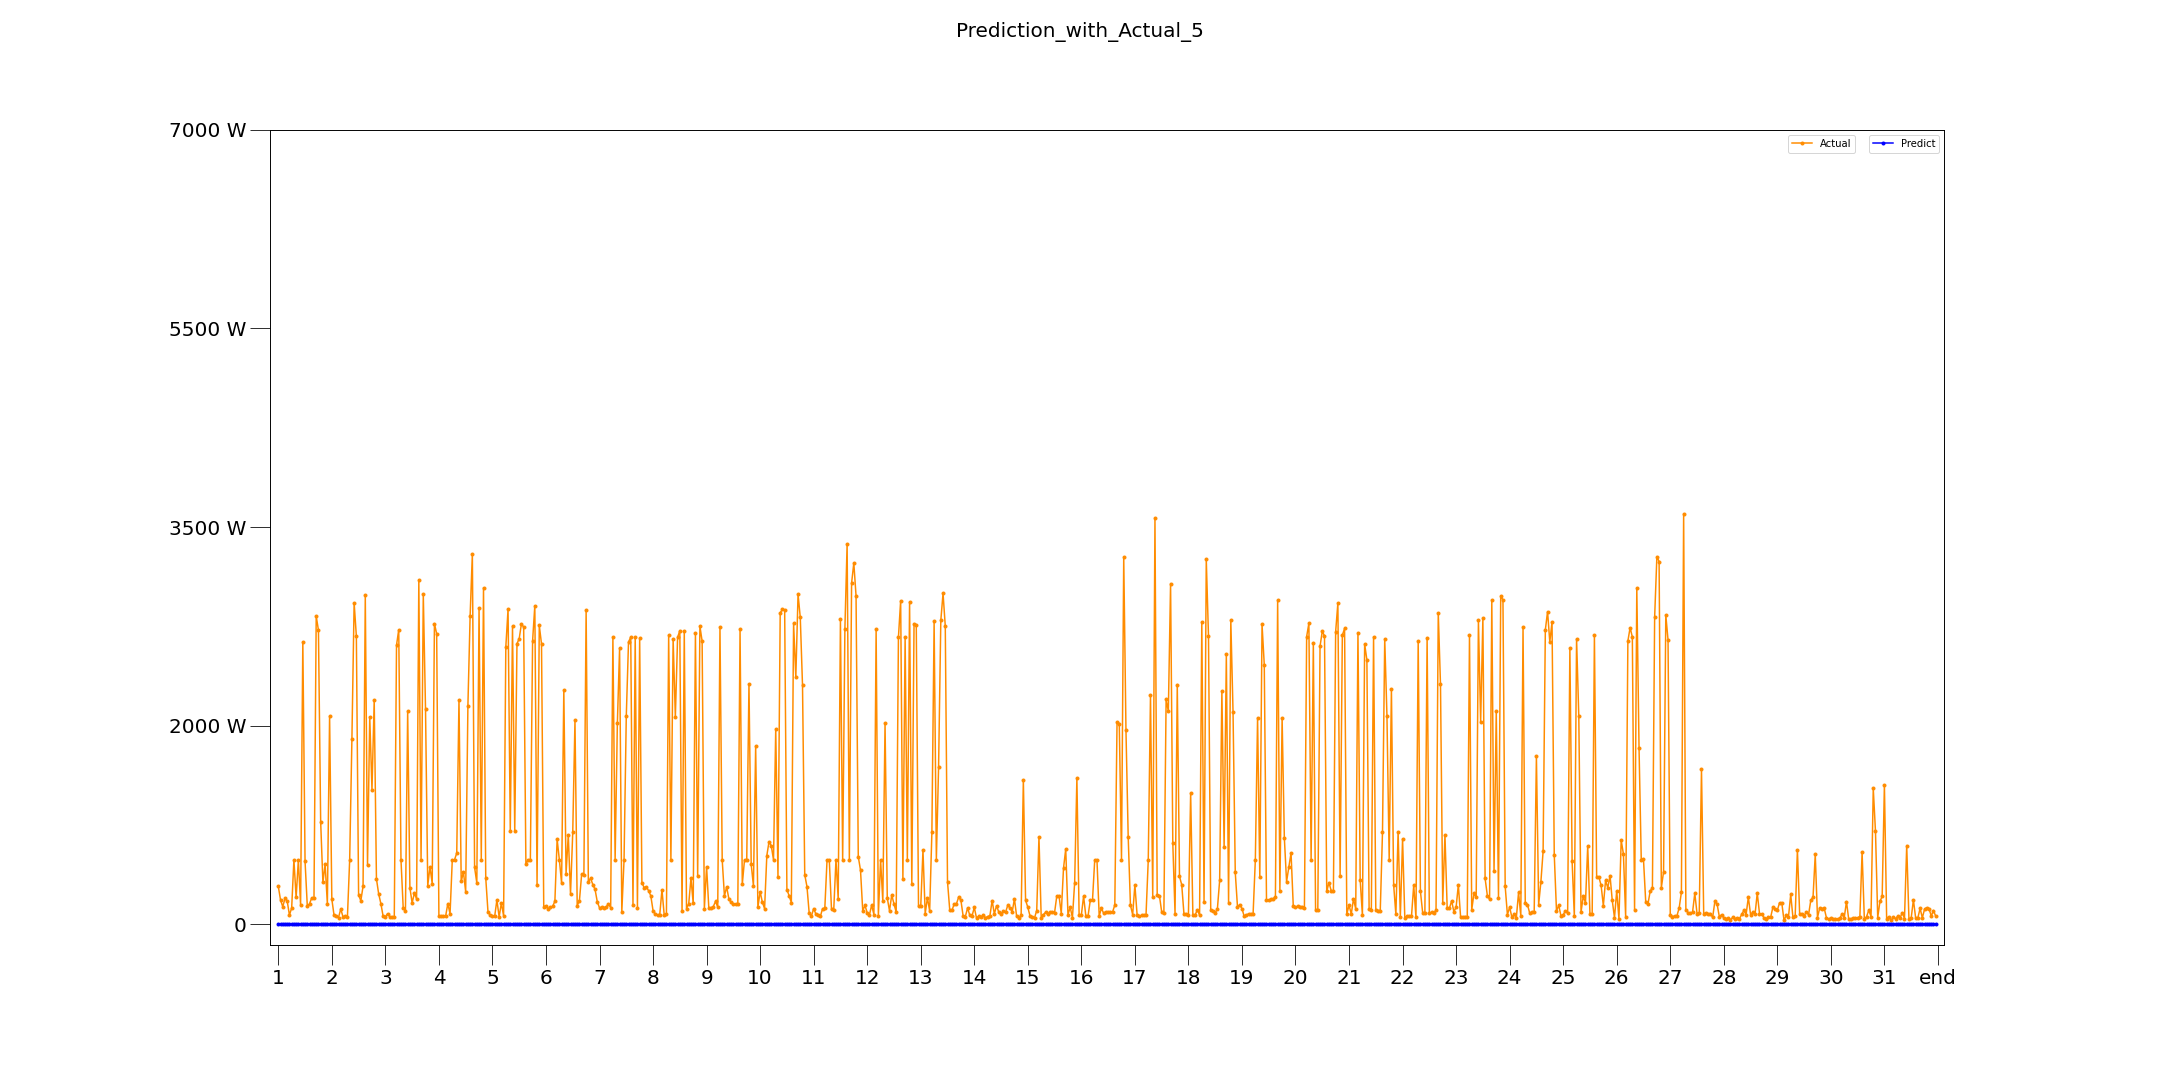 Prediction_with_Actual_5
7000 W
Actual Predict
5500 W
3500 W
2000 W
0
1 2 3 4 5 6 7 8 9 10 11 12 13 14 15 16 17 18 19 20 21 22 23 24 25 26 27 28 29 30 31 end